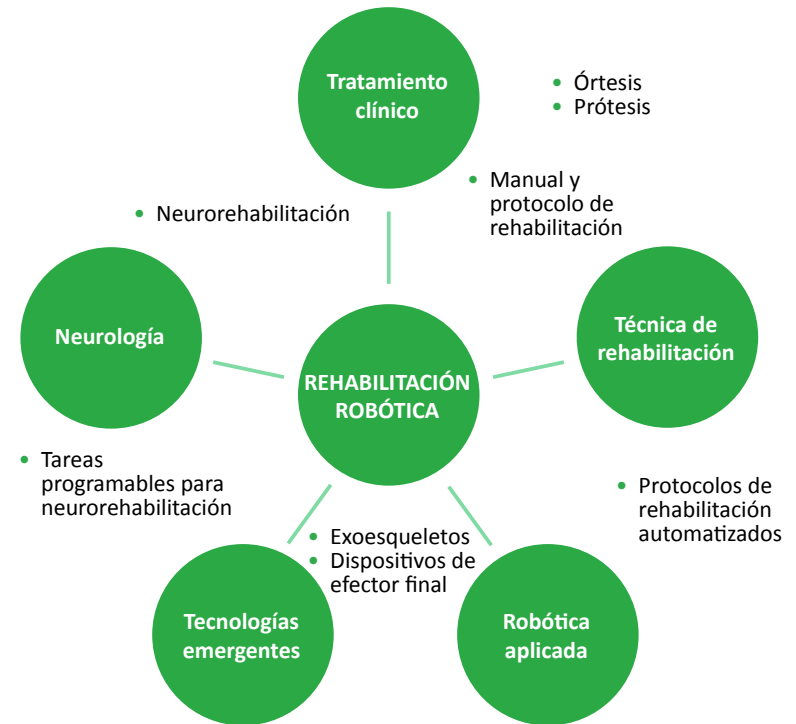 Tratamiento
clínico
• Órtesis
• Prótesis
• Manual y
protocolo de
rehabilitación
• Neurorehabilitación
Neurología
Técnica de
rehabilitación
REHABILITACIÓN
ROBÓTICA
• Tareas
programables para
neurorehabilitación
• Protocolos de
rehabilitación
automatizados
• Exoesqueletos
• Dispositivos de
efector final
Tecnologías
emergentes
Robótica
aplicada